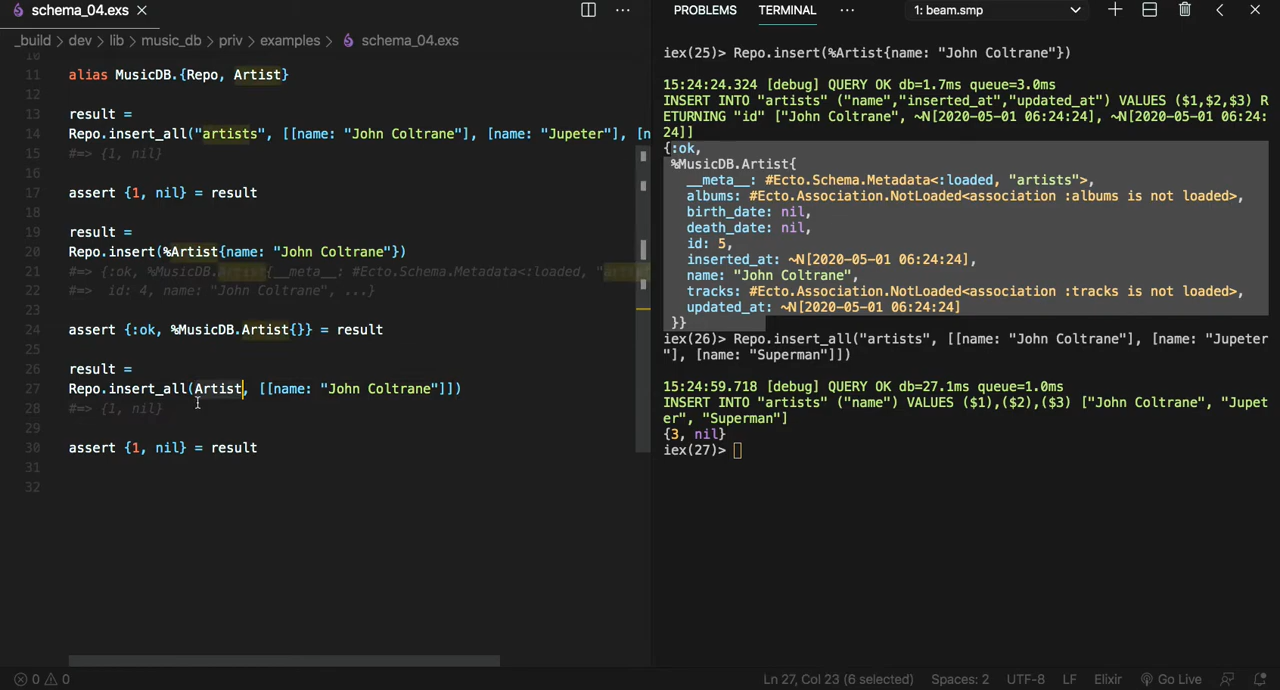 schema_04.exs
PROBLEMS TERMINAL 1: beam.smp
_build > dev > lib > music_db > priv > examples > schema_04.exs
11 alias MusicDB.{Repo, Artist}
12
13 result =
14 Repo.insert_all("artists", [[name: "John Coltrane"], [name: "Jupeter"], [n
15 #=> {1, nil}
16
17 assert {1, nil} = result
18
19 result =
20 Repo.insert(%Artist{name: "John Coltrane"})
21 #=> {:ok, %MusicDB.Artist{__meta__: #Ecto.Schema.Metadata<:loaded, "artist
22 #=>  id: 4, name: "John Coltrane", ...}
23
24 assert {:ok, %MusicDB.Artist{}} = result
25
26 result =
27 Repo.insert_all(Artist, [[name: "John Coltrane"]])
28 #=> {1, nil}
29
30 assert {1, nil} = result
31
32
iex(25)> Repo.insert(%Artist{name: "John Coltrane"})
15:24:24.324 [debug] QUERY OK db=1.7ms queue=3.0ms
INSERT INTO "artists" ("name","inserted_at","updated_at") VALUES ($1,$2,$3) R
ETURNING "id" ["John Coltrane", ~N[2020-05-01 06:24:24], ~N[2020-05-01 06:24:
24]]
{:ok,
%MusicDB.Artist{
__meta__: #Ecto.Schema.Metadata<:loaded, "artists">,
albums: #Ecto.Association.NotLoaded<association :albums is not loaded>,
birth_date: nil,
death_date: nil,
id: 5,
inserted_at: ~N[2020-05-01 06:24:24],
name: "John Coltrane",
tracks: #Ecto.Association.NotLoaded<association :tracks is not loaded>,
updated_at: ~N[2020-05-01 06:24:24]
}}
iex(26)> Repo.insert_all("artists", [[name: "John Coltrane"], [name: "Jupeter
"], [name: "Superman"]])
15:24:59.718 [debug] QUERY OK db=27.1ms queue=1.0ms
INSERT INTO "artists" ("name") VALUES ($1),($2),($3) ["John Coltrane", "Jupet
er", "Superman"]
{3, nil}
iex(27)>
0 0 Ln 27, Col 23 (6 selected) Spaces: 2 UTF-8 LF Elixir Go Live